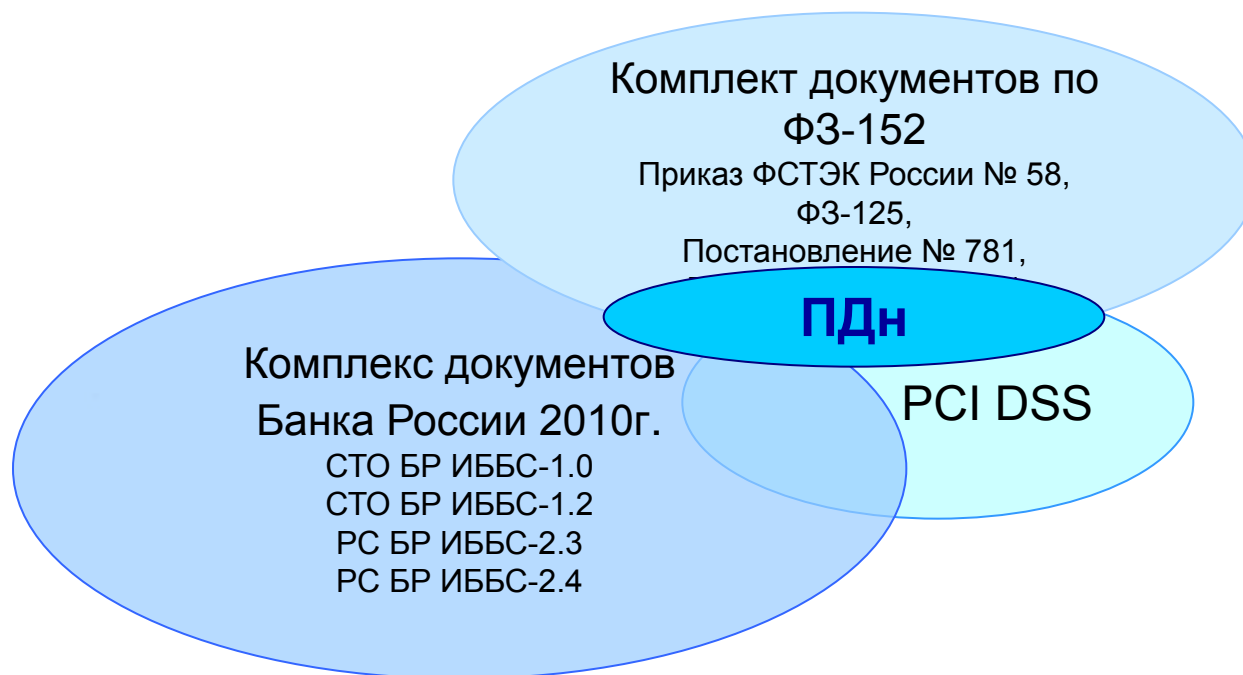 Комплект документов по
ФЗ-152
Приказ ФСТЭК России № 58,
ФЗ-125,
Постановление № 781,
ПДн
Комплекс документов
Банка России 2010г.
СТО БР ИББС-1.0
СТО БР ИББС-1.2
РС БР ИББС-2.3
РС БР ИББС-2.4
PCI DSS